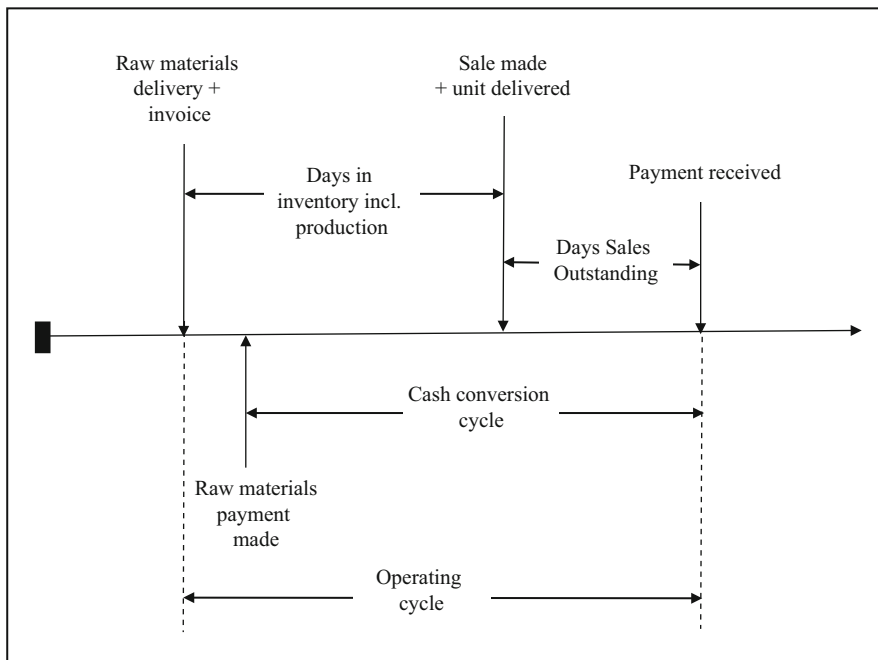 Raw materials
delivery +
invoice
Sale made
+ unit delivered
Days in
inventory incl.
production
Payment received
Days Sales
Outstanding
Cash conversion
cycle
Raw materials
payment
made
Operating
cycle